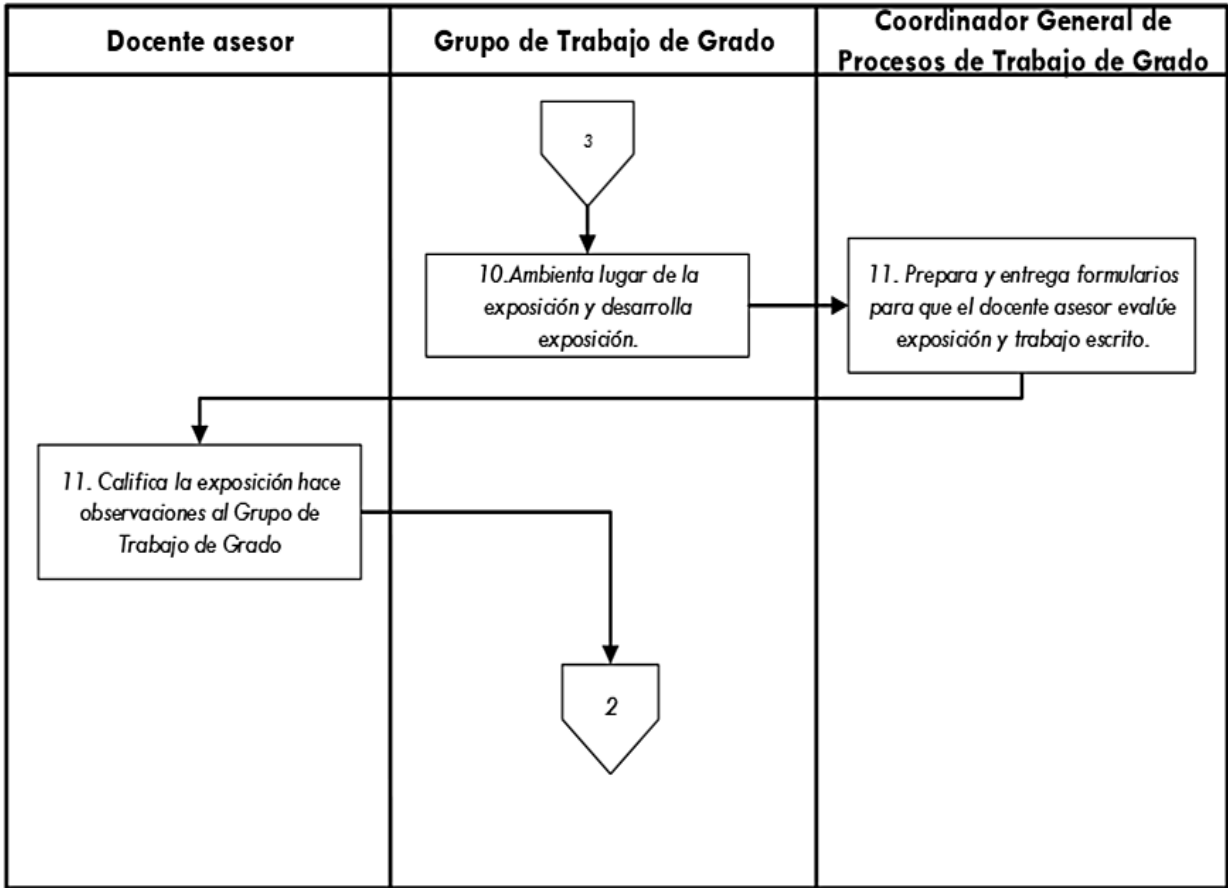 Docente asesor
Grupo de Trabajo de Grado
Coordinador General de
Procesos de Trabajo de Grado
3
10.Ambienta lugar de la
exposición y desarrolla
exposición.
11. Prepara y entrega formularios
para que el docente asesor evalúe
exposición y trabajo escrito.
11. Califica la exposición hace
observaciones al Grupo de
Trabajo de Grado
2